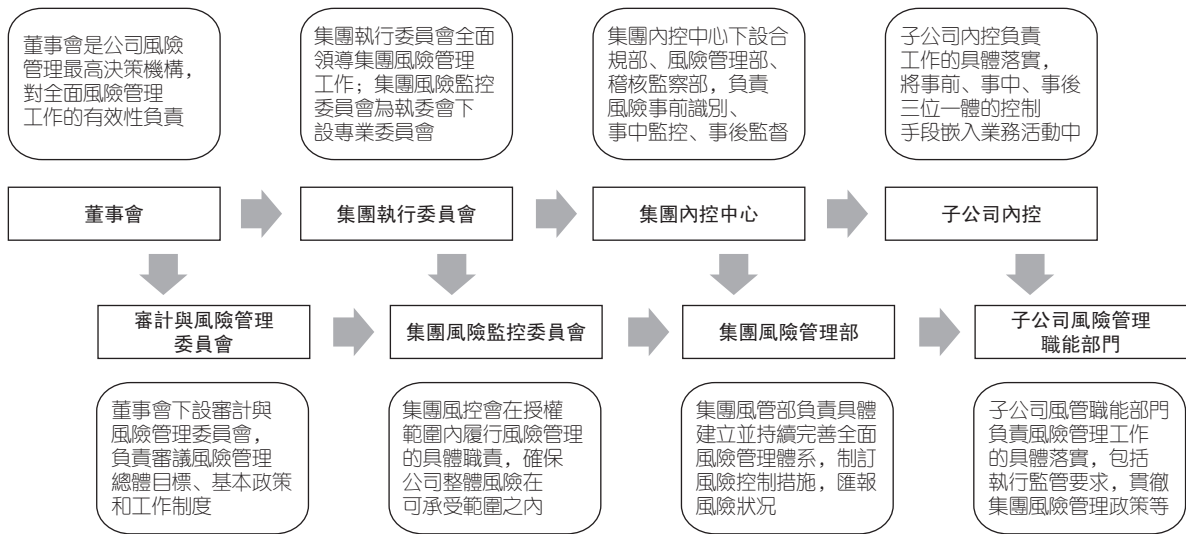 董事會是公司風險
管理最高決策機構，
對全面風險管理
工作的有效性負責
集團執行委員會全面
領導集團風險管理
工作；集團風險監控
委員會為執委會下
設專業委員會
集團內控中心下設合
規部、風險管理部、
稽核監察部，負責
風險事前識別、
事中監控、事後監督
子公司內控負責
工作的具體落實，
將事前、事中、事後
三位一體的控制
手段嵌入業務活動中
董事會
集團執行委員會
集團內控中心
子公司內控
審計與風險管理
委員會
集團風險監控委員會
集團風險管理部
子公司風險管理
職能部門
董事會下設審計與
風險管理委員會，
負責審議風險管理
總體目標、基本政策
和工作制度
集團風控會在授權
範圍內履行風險管理
的具體職責，確保
公司整體風險在
可承受範圍之內
集團風管部負責具體
建立並持續完善全面
風險管理體系，制訂
風險控制措施，匯報
風險狀況
子公司風管職能部門
負責風險管理工作
的具體落實，包括
執行監管要求，貫徹
集團風險管理政策等